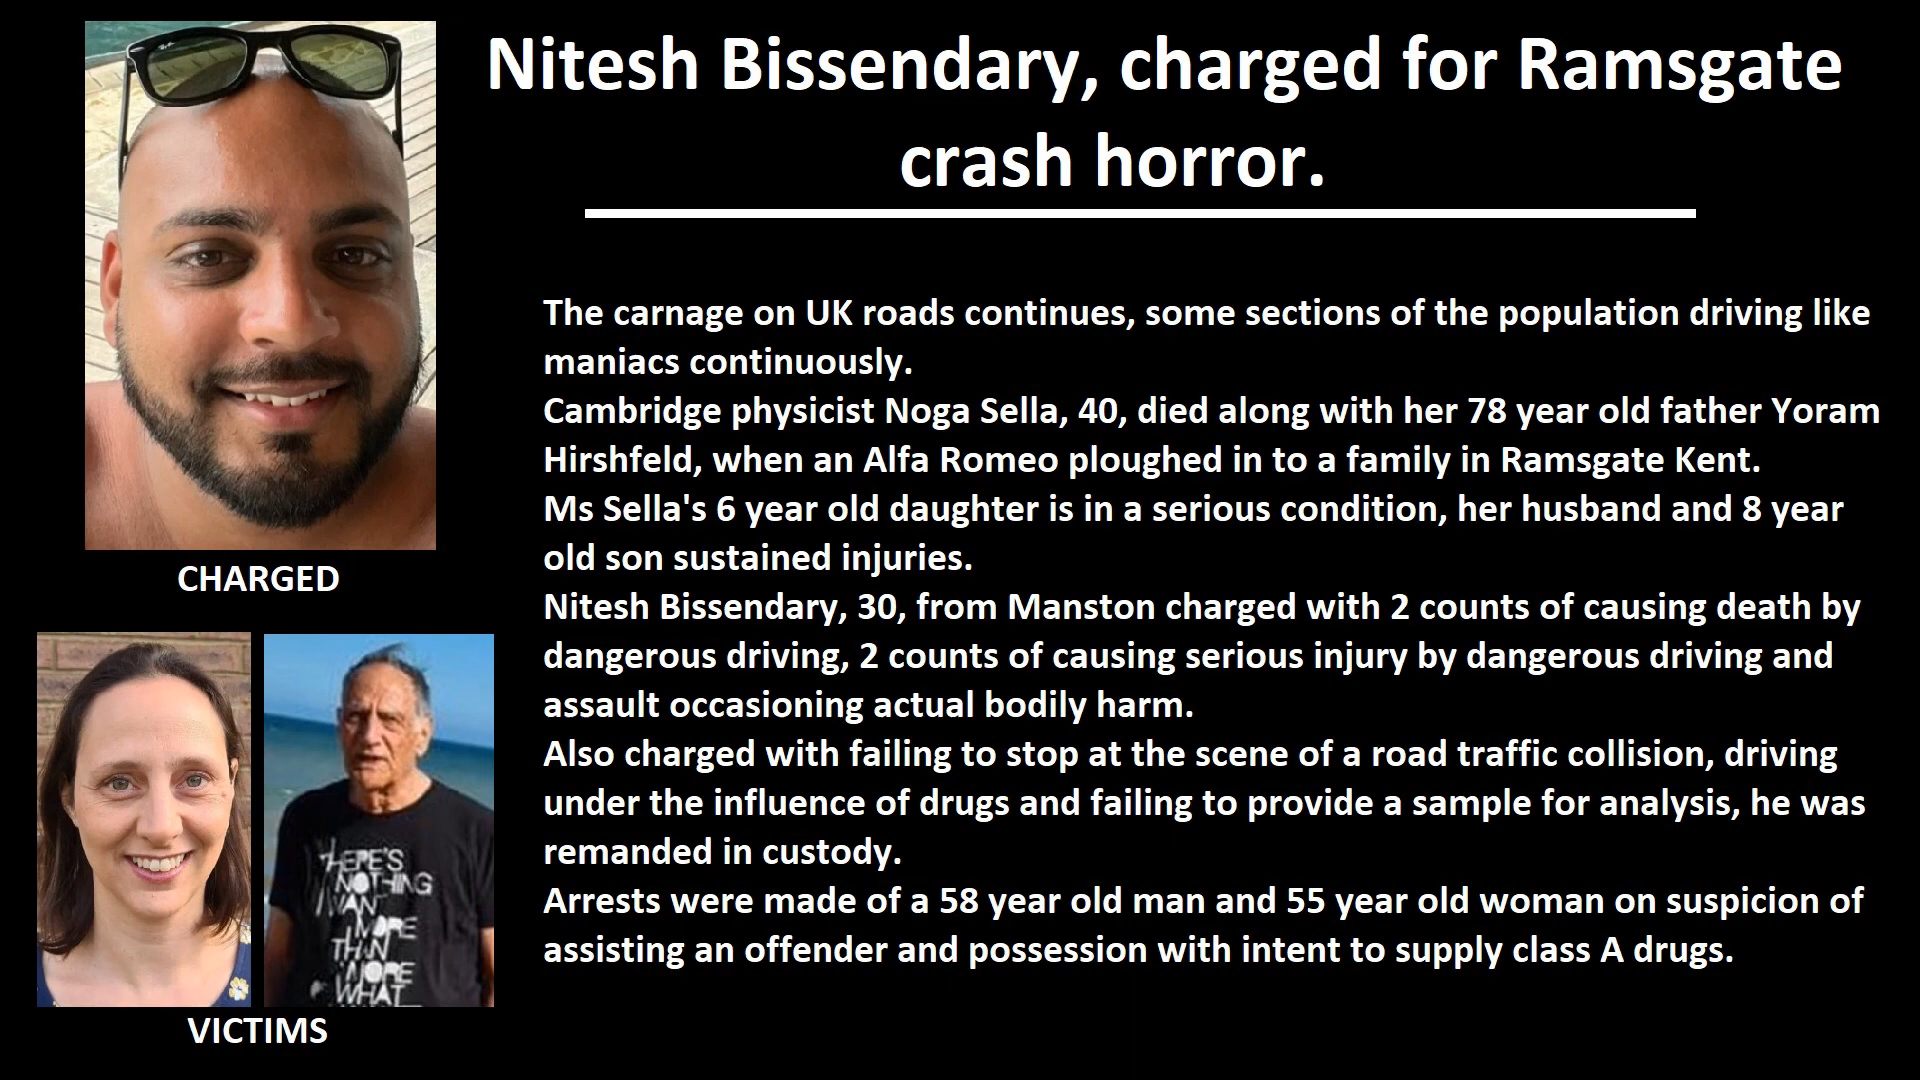 Nitesh Bissendary, charged for Ramsgate
crash horror.
The carnage on UK roads continues, some sections of the population driving like
maniacs continuously.
Cambridge physicist Noga Sella, 40, died along with her 78 year old father Yoram
Hirshfeld, when an Alfa Romeo ploughed in to a family in Ramsgate Kent.
Ms Sella's 6 year old daughter is in a serious condition, her husband and 8 year
old son sustained injuries.
Nitesh Bissendary, 30, from Manston charged with 2 counts of causing death by
dangerous driving, 2 counts of causing serious injury by dangerous driving and
assault occasioning actual bodily harm.
Also charged with failing to stop at the scene of a road traffic collision, driving
under the influence of drugs and failing to provide a sample for analysis, he was
remanded in custody.
Arrests were made of a 58 year old man and 55 year old woman on suspicion of
assisting an offender and possession with intent to supply class A drugs.
CHARGED
HERE'S
NOTHING
I WANT
MORE
THAN
MORE
WHAT
VICTIMS